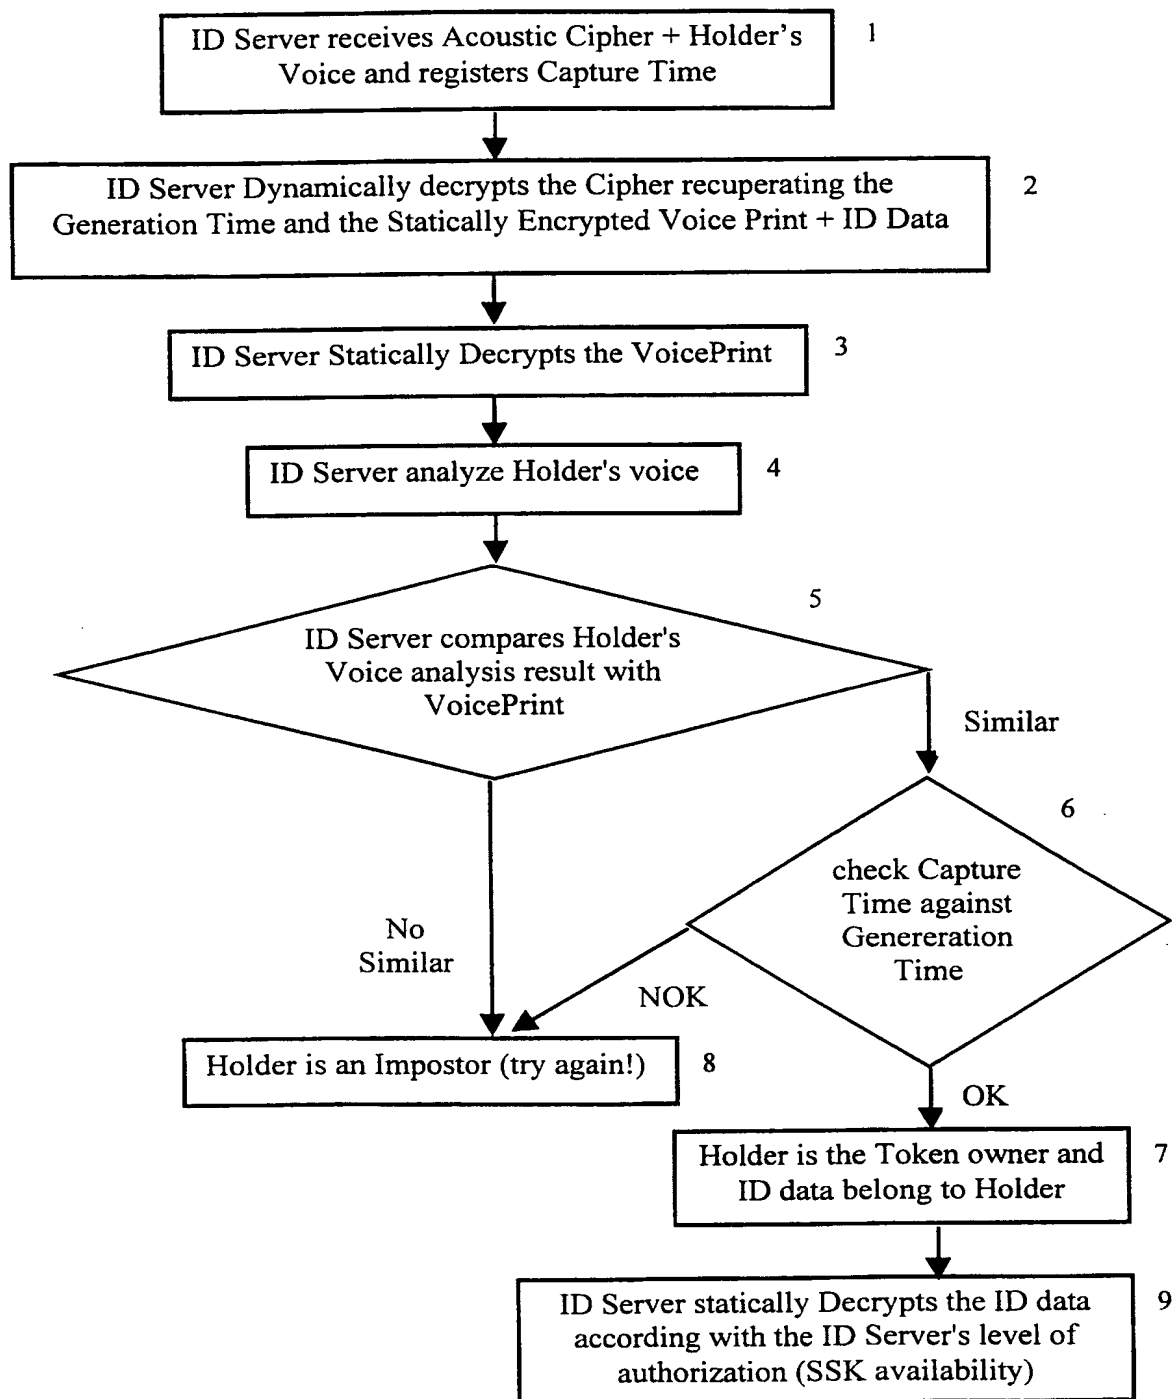 ID Server receives Acoustic Cipher + Holder's
Voice and registers Capture Time
1
ID Server Dynamically decrypts the Cipher recuperating the
Generation Time and the Statically Encrypted Voice Print + ID Data
2
ID Server Statically Decrypts the VoicePrint
3
ID Server analyze Holder's voice
4
5
ID Server compares Holder's
Voice analysis result with
VoicePrint
Similar
6
check Capture
Time against
Genereration
Time
No
Similar
NOK
Holder is an Impostor (try again!)
8
OK
Holder is the Token owner and
ID data belong to Holder
7
ID Server statically Decrypts the ID data
according with the ID Server's level of
authorization (SSK availability)
9